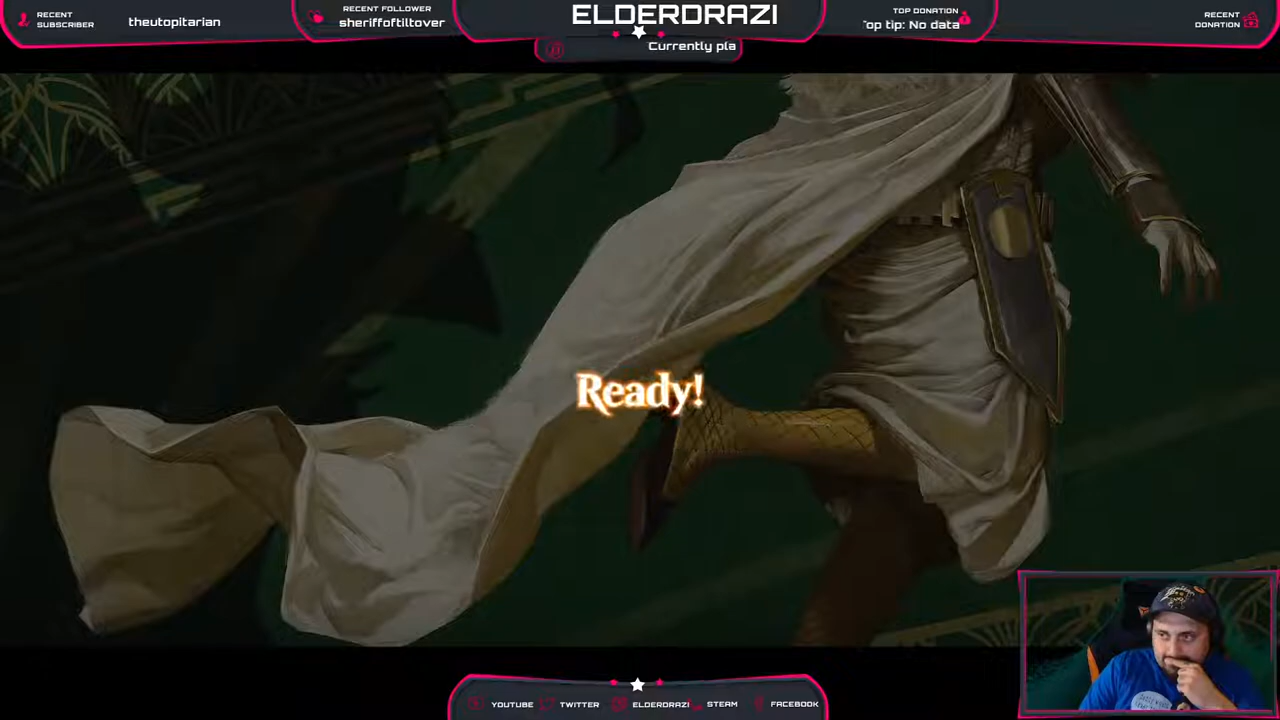 RECENT
SUBSCRIBER
theutopitarian
RECENT FOLLOWER
sheriffoftiltover
ELDERDRAZI
Currently pla
TOP DONATION
Top tip: No data
RECENT
DONATION
Ready!
YOUTUBE
TWITTER
ELDERDRAZI
STEAM
FACEBOOK